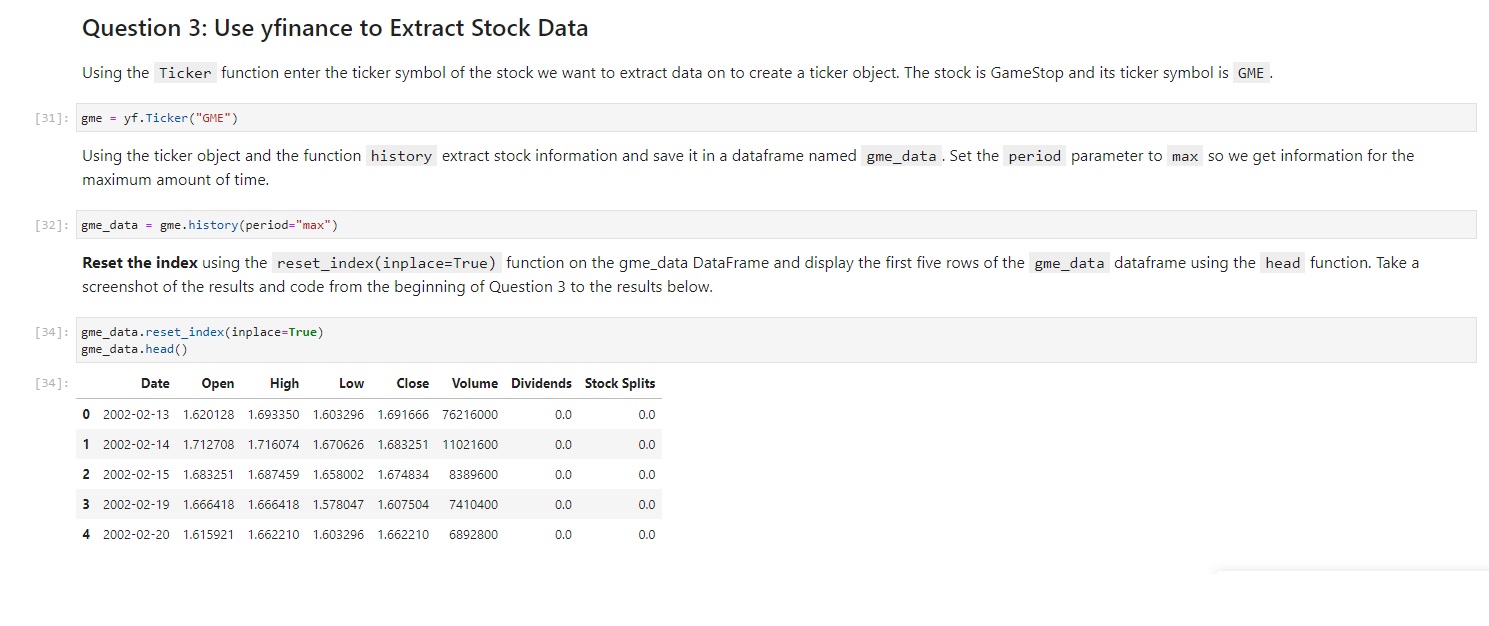 Question 3: Use yfinance to Extract Stock Data
Using the Ticker function enter the ticker symbol of the stock we want to extract data on to create a ticker object. The stock is GameStop and its ticker symbol is GME.
[31]: gme = yf.Ticker("GME")
Using the ticker object and the function history extract stock information and save it in a dataframe named gme_data. Set the period parameter to max so we get information for the
maximum amount of time.
[32]: gme_data = gme.history(period="max")
Reset the index using the reset_index(inplace=True) function on the gme_data DataFrame and display the first five rows of the gme_data dataframe using the head function. Take a
screenshot of the results and code from the beginning of Question 3 to the results below.
[34]: gme_data.reset_index(inplace=True)
gme_data.head()
[34]: Date Open High Low Close Volume Dividends Stock Splits
0 2002-02-13 1.620128 1.693350 1.603296 1.691666 76216000 0.0 0.0
1 2002-02-14 1.712708 1.716074 1.670626 1.683251 11021600 0.0 0.0
2 2002-02-15 1.683251 1.687459 1.658002 1.674834 8389600 0.0 0.0
3 2002-02-19 1.666418 1.666418 1.578047 1.607504 7410400 0.0 0.0
4 2002-02-20 1.615921 1.662210 1.603296 1.662210 6892800 0.0 0.0